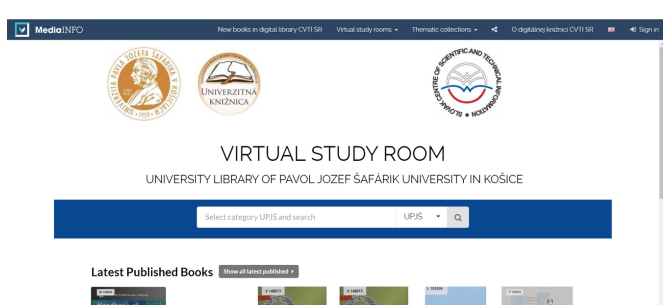 MediaINFO New books in digital library CVTI SR Virtual study rooms Thematic collections O digitálnej knižnici CVTI SR Sign in
UNIVERZITNÁ
KNIŽNICA
SLOVAK CENTRE OF SCIENTIFIC AND TECHNICAL INFORMATION
VIRTUAL STUDY ROOM
UNIVERSITY LIBRARY OF PAVOL JOZEF ŠAFÁRIK UNIVERSITY IN KOŠICE
Select category UPJŠ and search UPJŠ
Latest Published Books Show all latest published